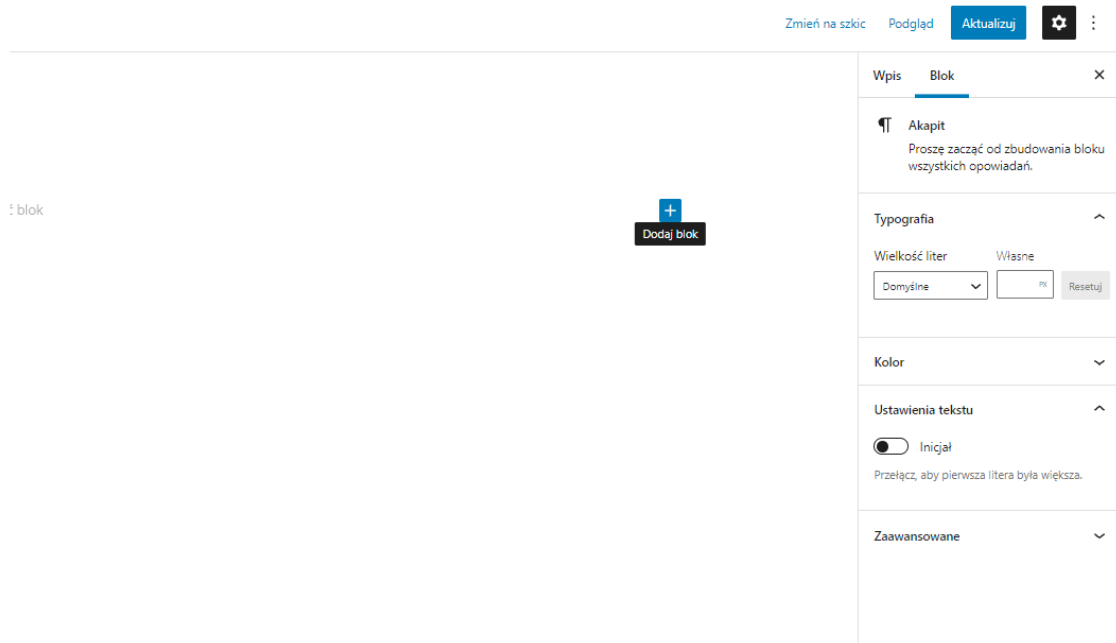 Zmień na szkic Podgląd Aktualizuj
Wpis Blok
Akapit
Proszę zacząć od zbudowania bloku
wszystkich opowiadań.
blok
Dodaj blok
Typografia
Wielkość liter Własne
Domyślne PX Resetuj
Kolor
Ustawienia tekstu
Inicjał
Przełącz, aby pierwsza litera była większa.
Zaawansowane